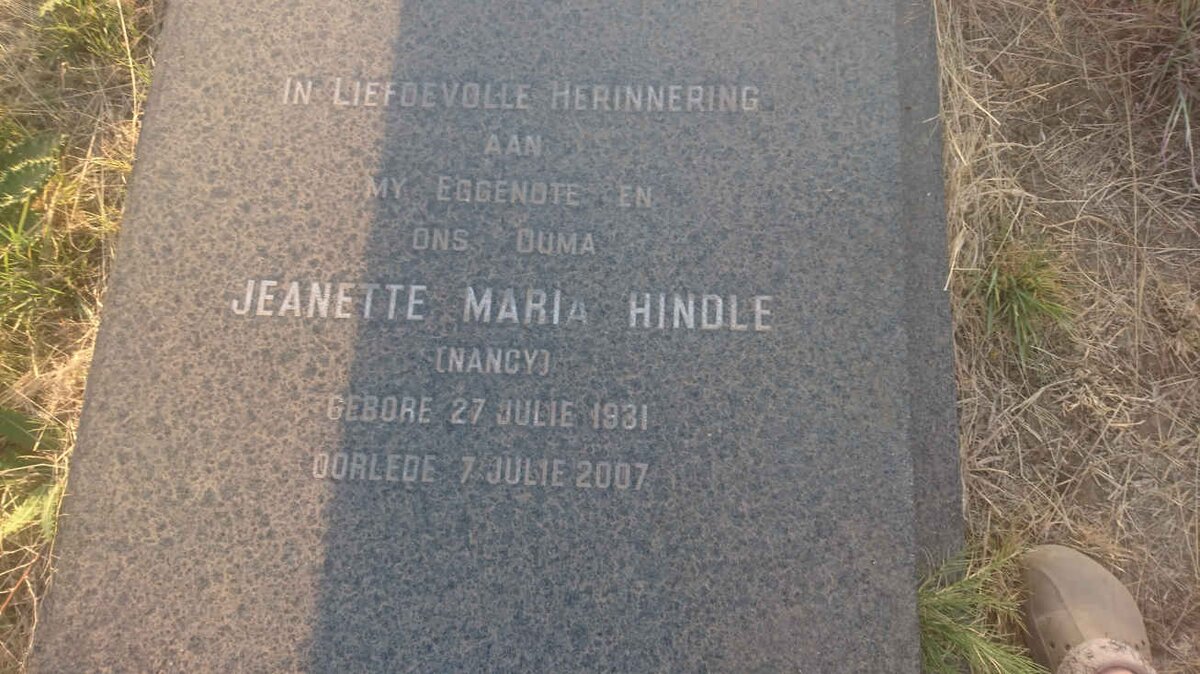 IN LIEFDEVOLLE HERINNERING
AAN
MY EGGENOTE EN
ONS OUMA
JEANETTE MARIA HINDLE
(NANCY)
GEBORE 27 JULIE 1931
OORLEDE 7 JULIE 2007